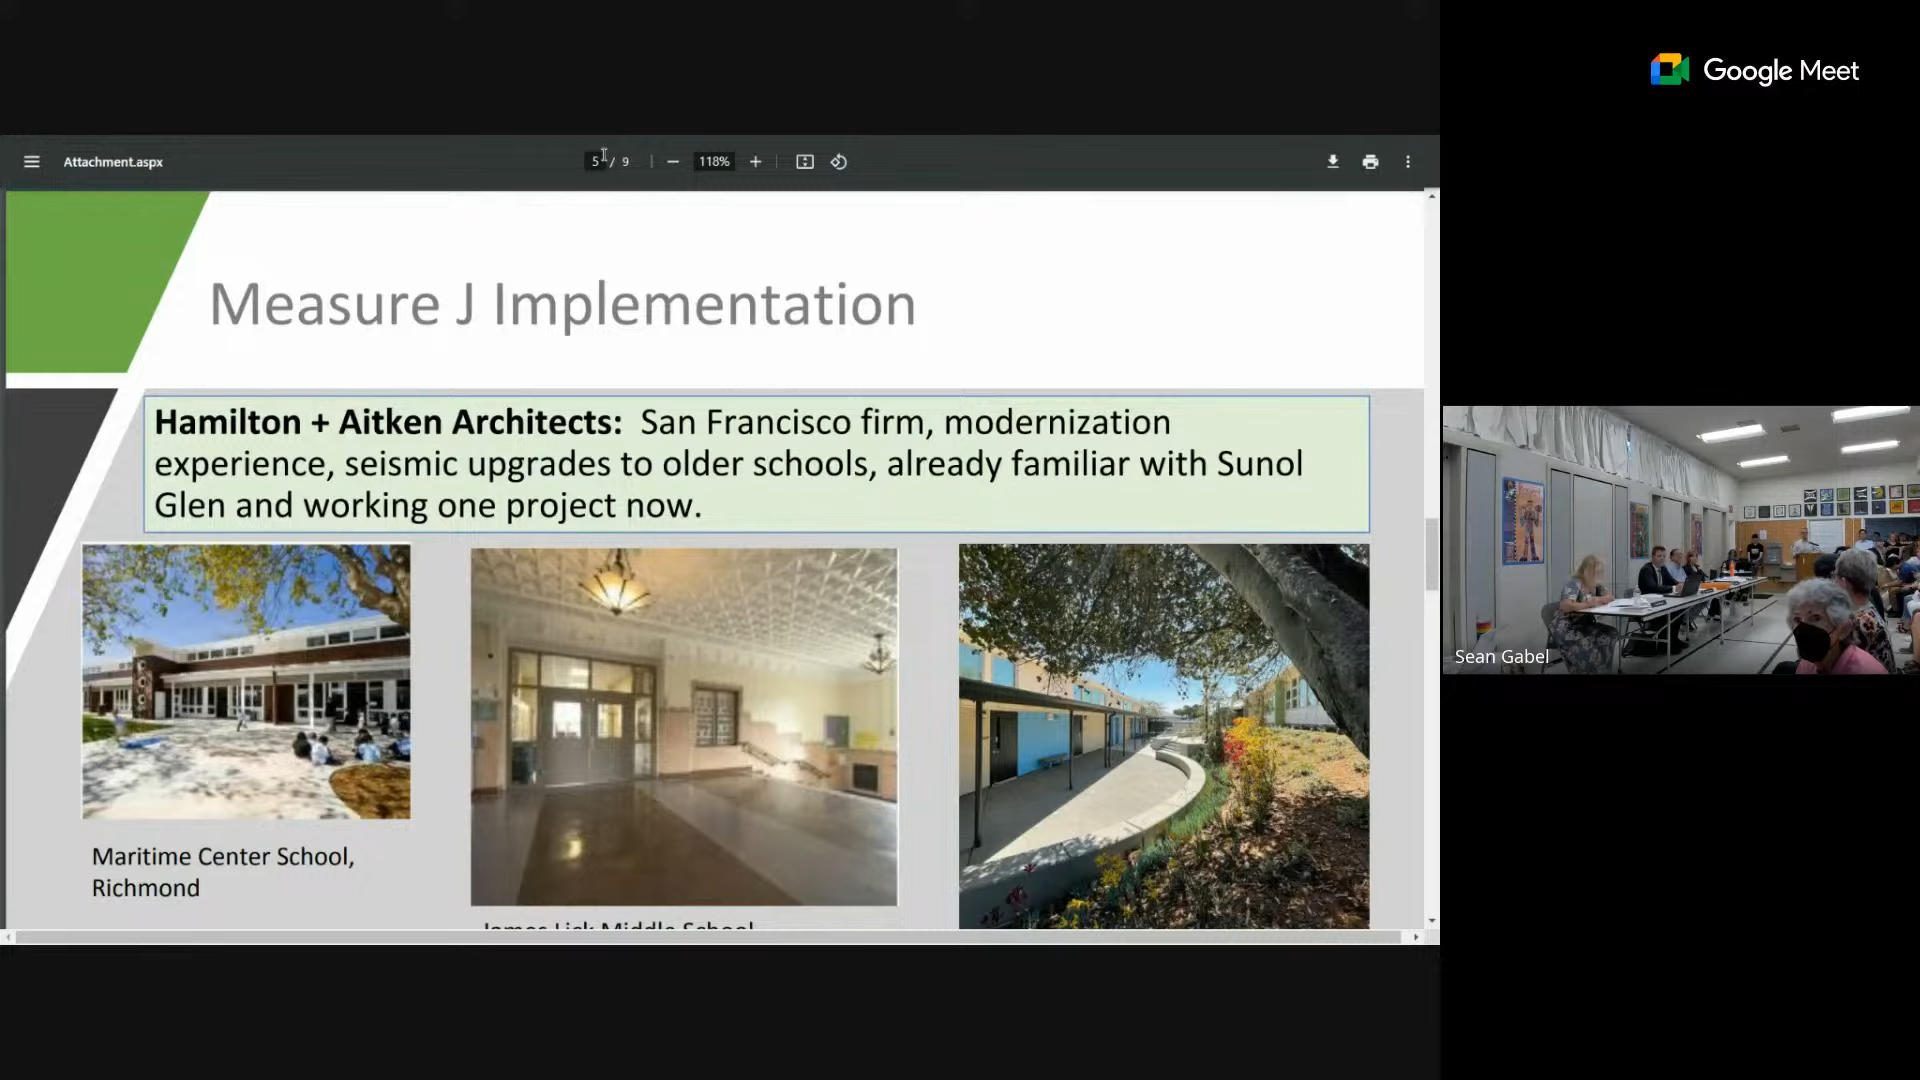 Google Meet
Attachment.aspx
5 / 9
118%
Measure J Implementation
Hamilton + Aitken Architects: San Francisco firm, modernization
experience, seismic upgrades to older schools, already familiar with Sunol
Glen and working one project now.
Maritime Center School,
Richmond
James Lick Middle School
Sean Gabel